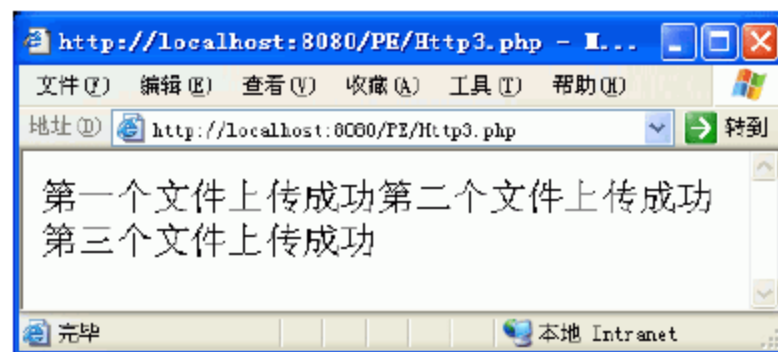 http://localhost:8080/PE/Http3.php - M...
文件(F) 编辑(E) 查看(V) 收藏(A) 工具(T) 帮助(H)
地址(D) http://localhost:8080/PE/Http3.php 转到
第一个文件上传成功第二个文件上传成功
第三个文件上传成功
完毕 本地 Intranet